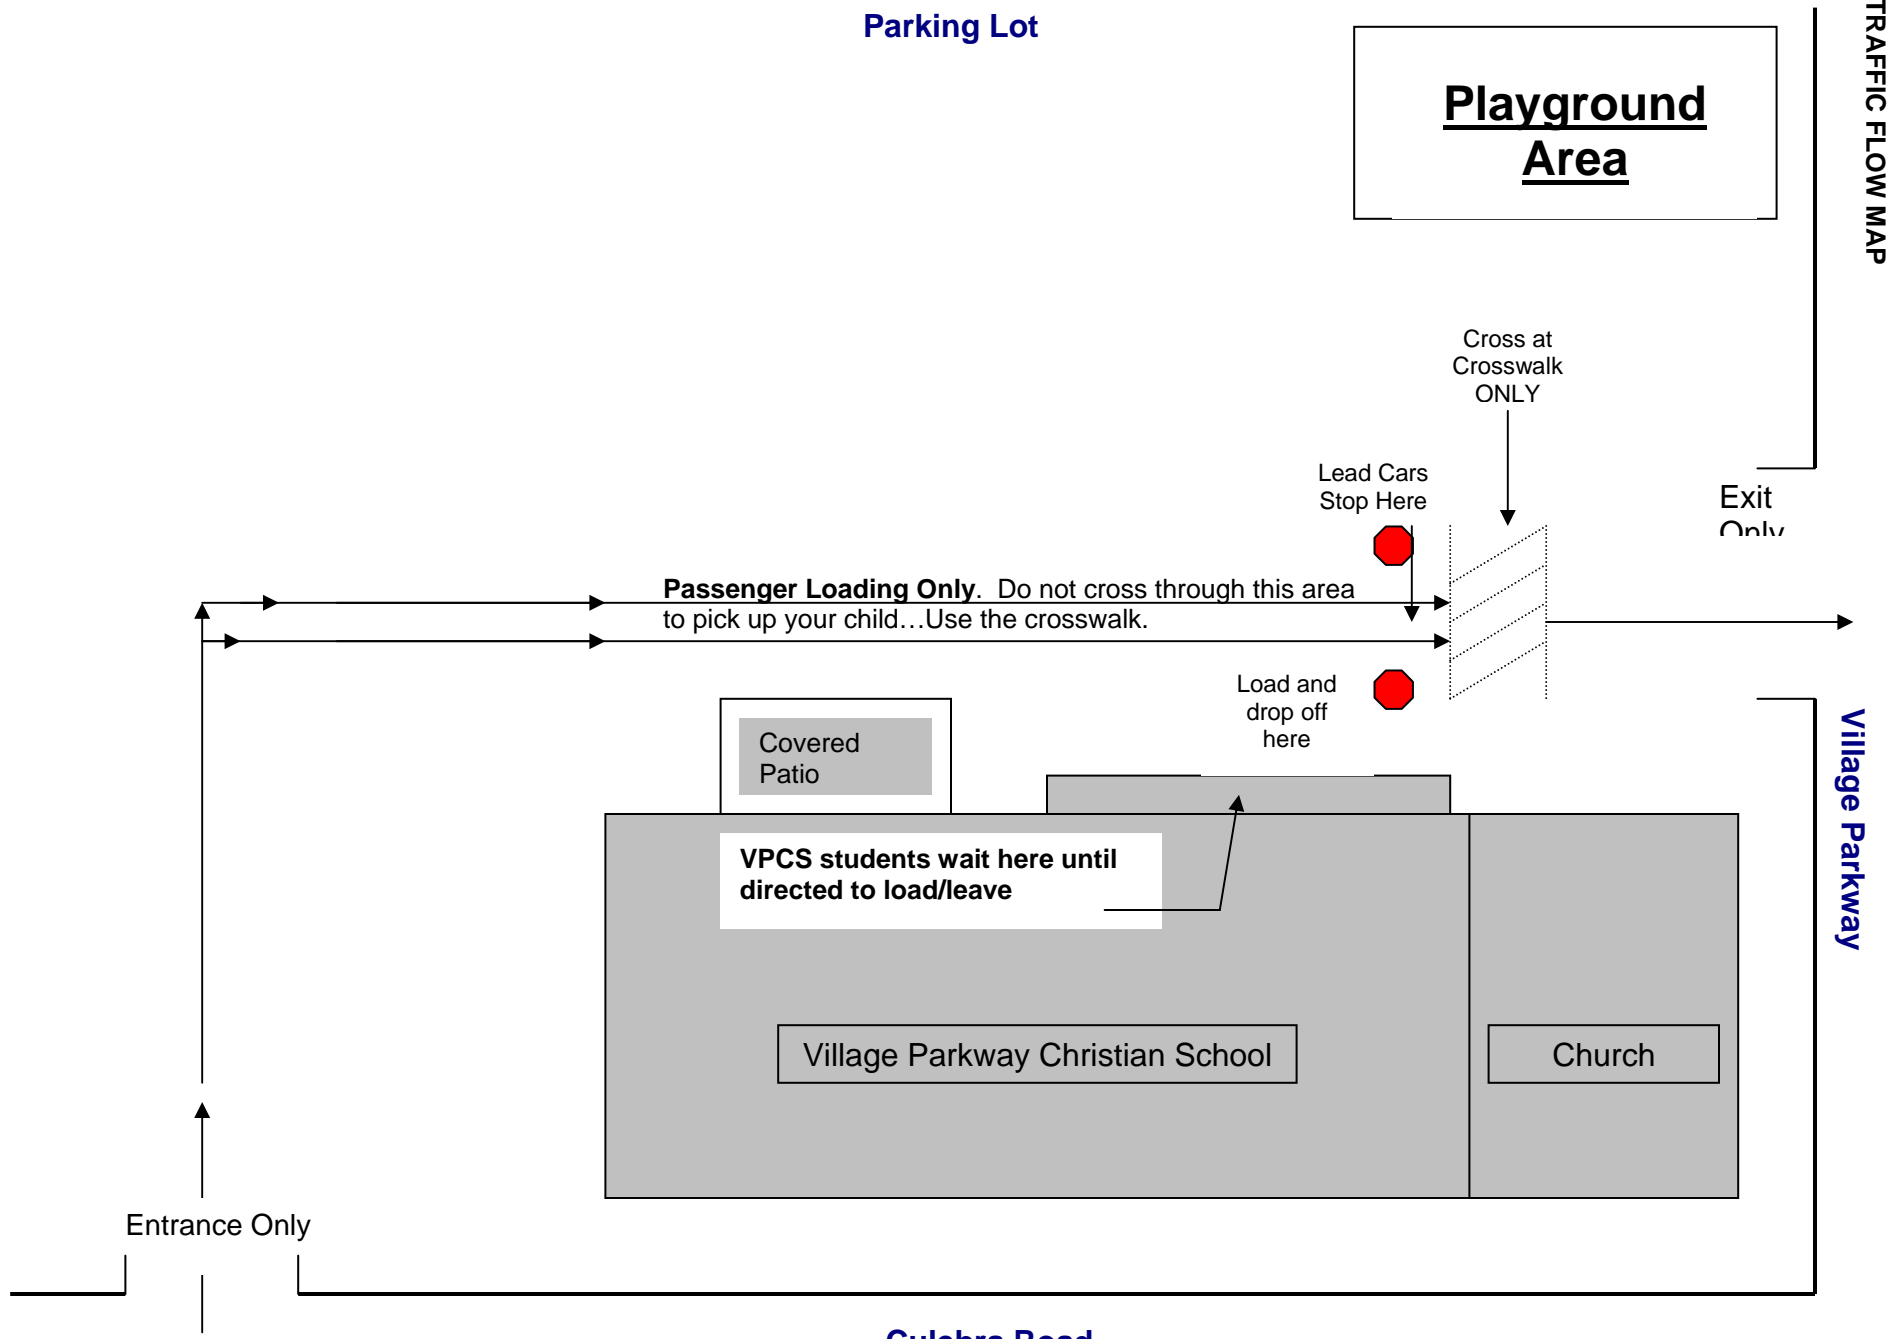 Parking Lot
TRAFFIC FLOW MAP
Playground
Area
Cross at
Crosswalk
ONLY
Lead Cars
Stop Here
Exit
Only
Passenger Loading Only.  Do not cross through this area
to pick up your child…Use the crosswalk.
Load and
drop off
here
Covered
Patio
Village Parkway
VPCS students wait here until
directed to load/leave
Village Parkway Christian School
Church
Entrance Only
Culebra Road